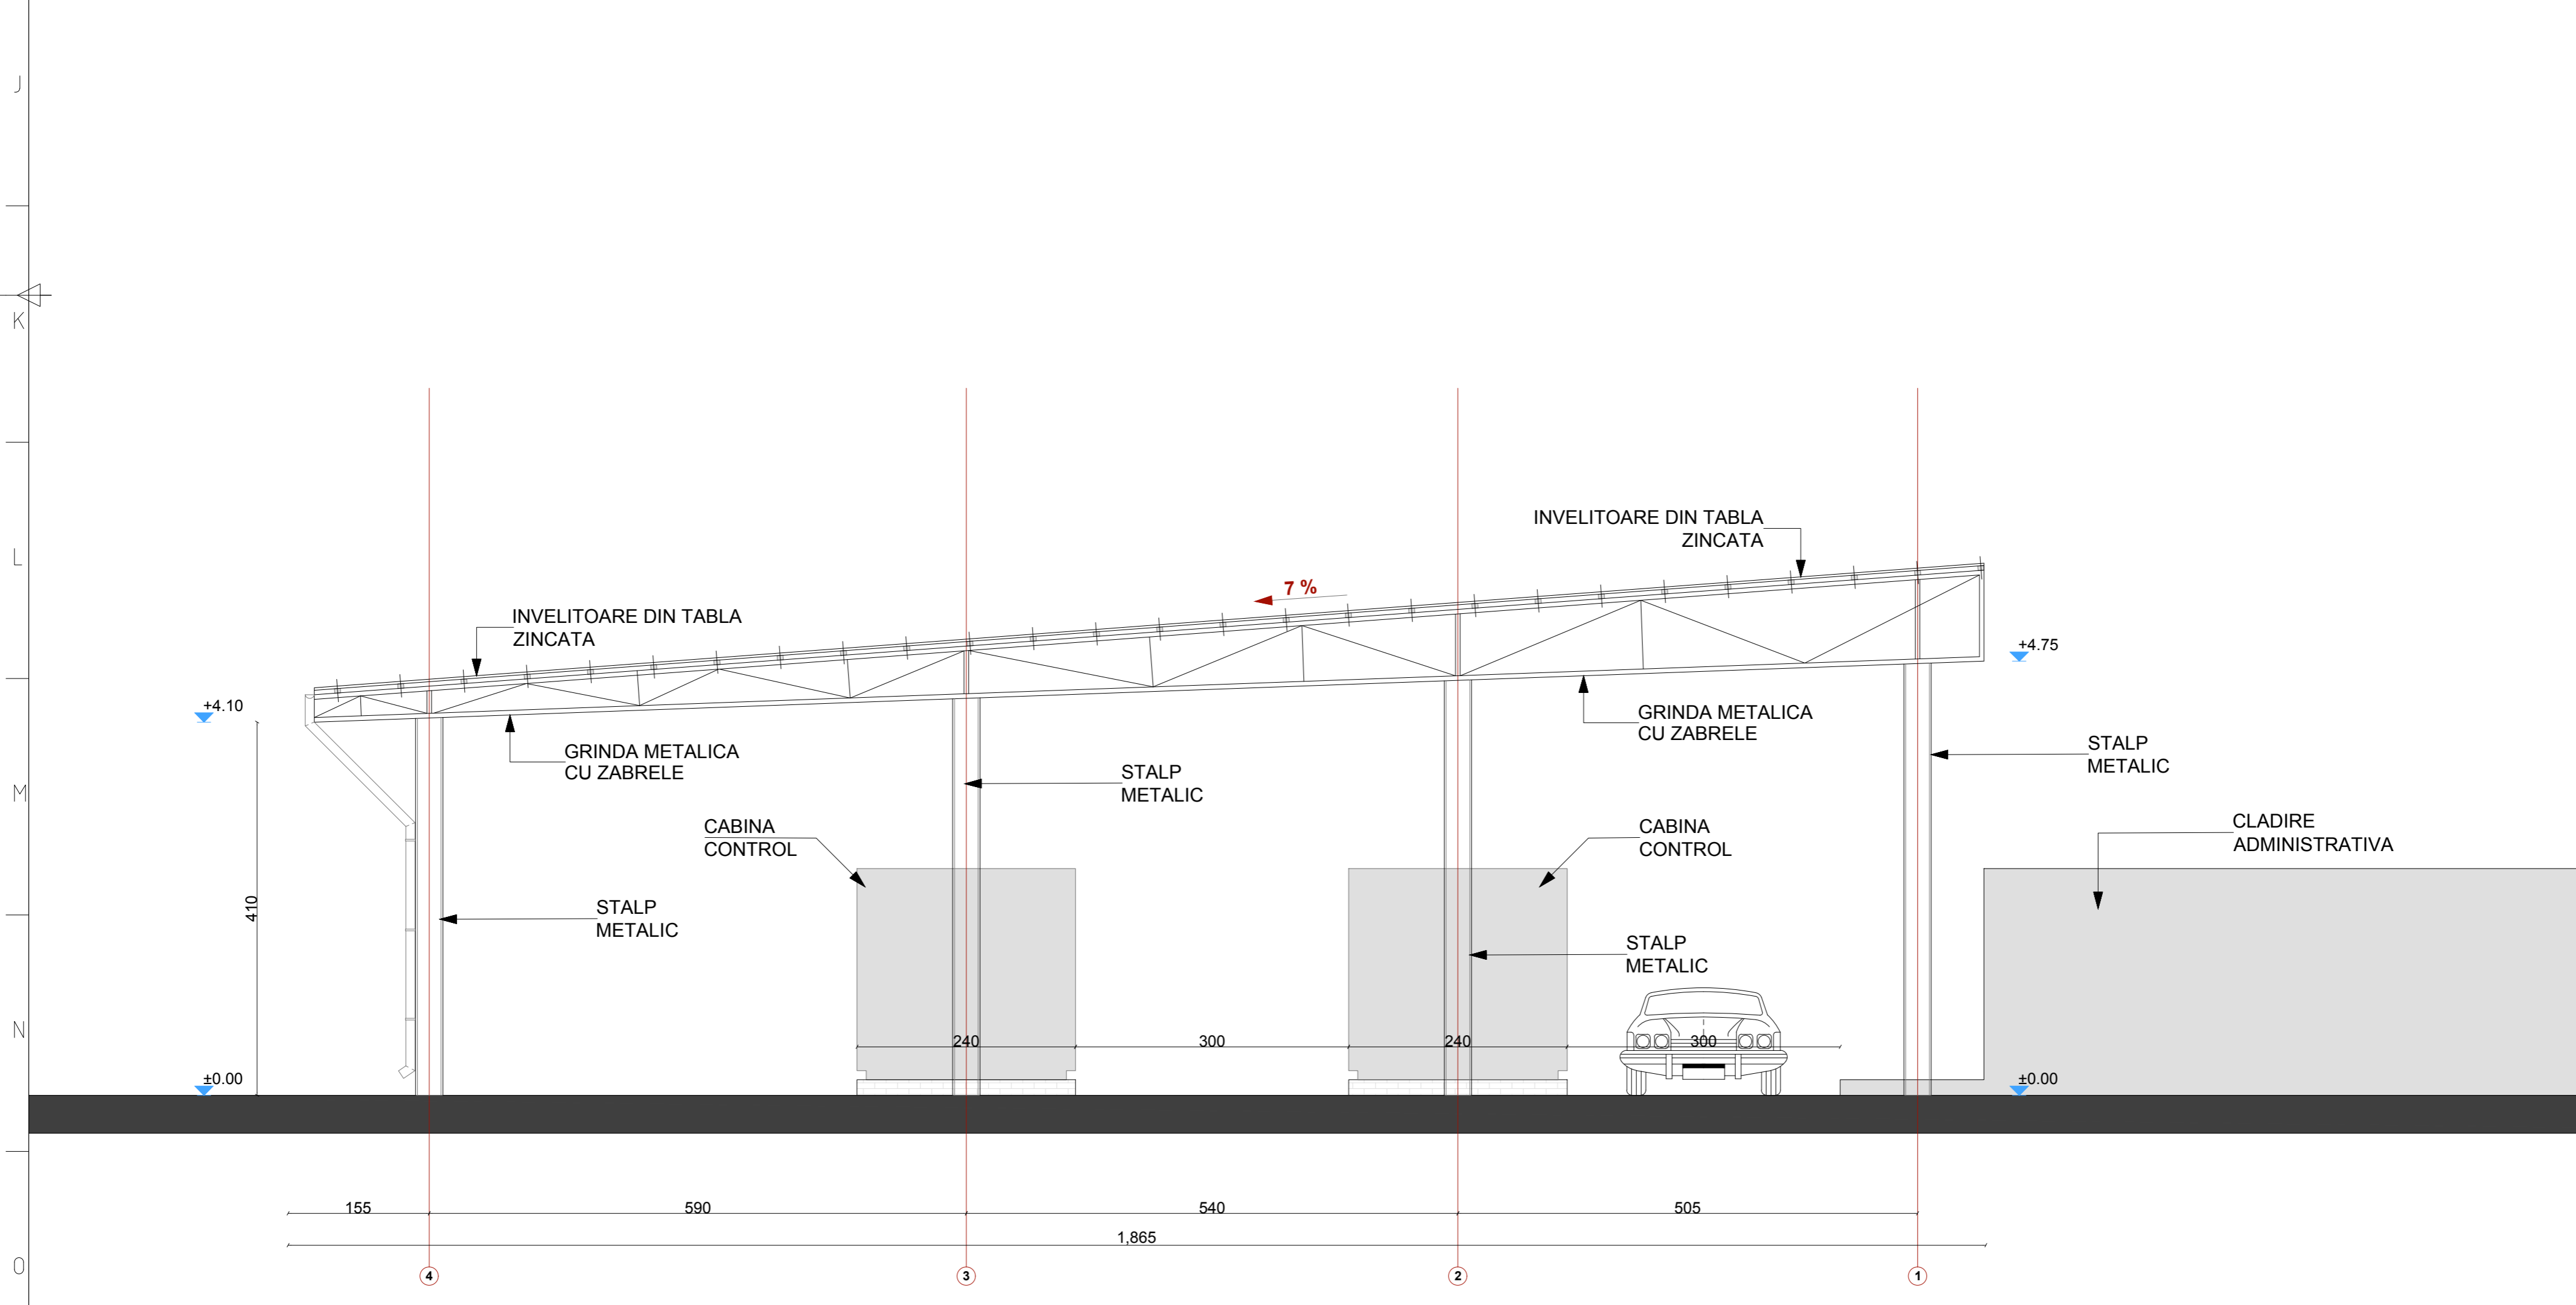 J
K
L
M
N
O
INVELITOARE DIN TABLA
ZINCATA
7 %
INVELITOARE DIN TABLA
ZINCATA
+4.75
+4.10
GRINDA METALICA
CU ZABRELE
GRINDA METALICA
CU ZABRELE
STALP
METALIC
STALP
METALIC
CABINA
CONTROL
CABINA
CONTROL
CLADIRE
ADMINISTRATIVA
410
STALP
METALIC
STALP
METALIC
240
300
240
300
±0.00
±0.00
155
590
540
505
1,865
4
3
2
1